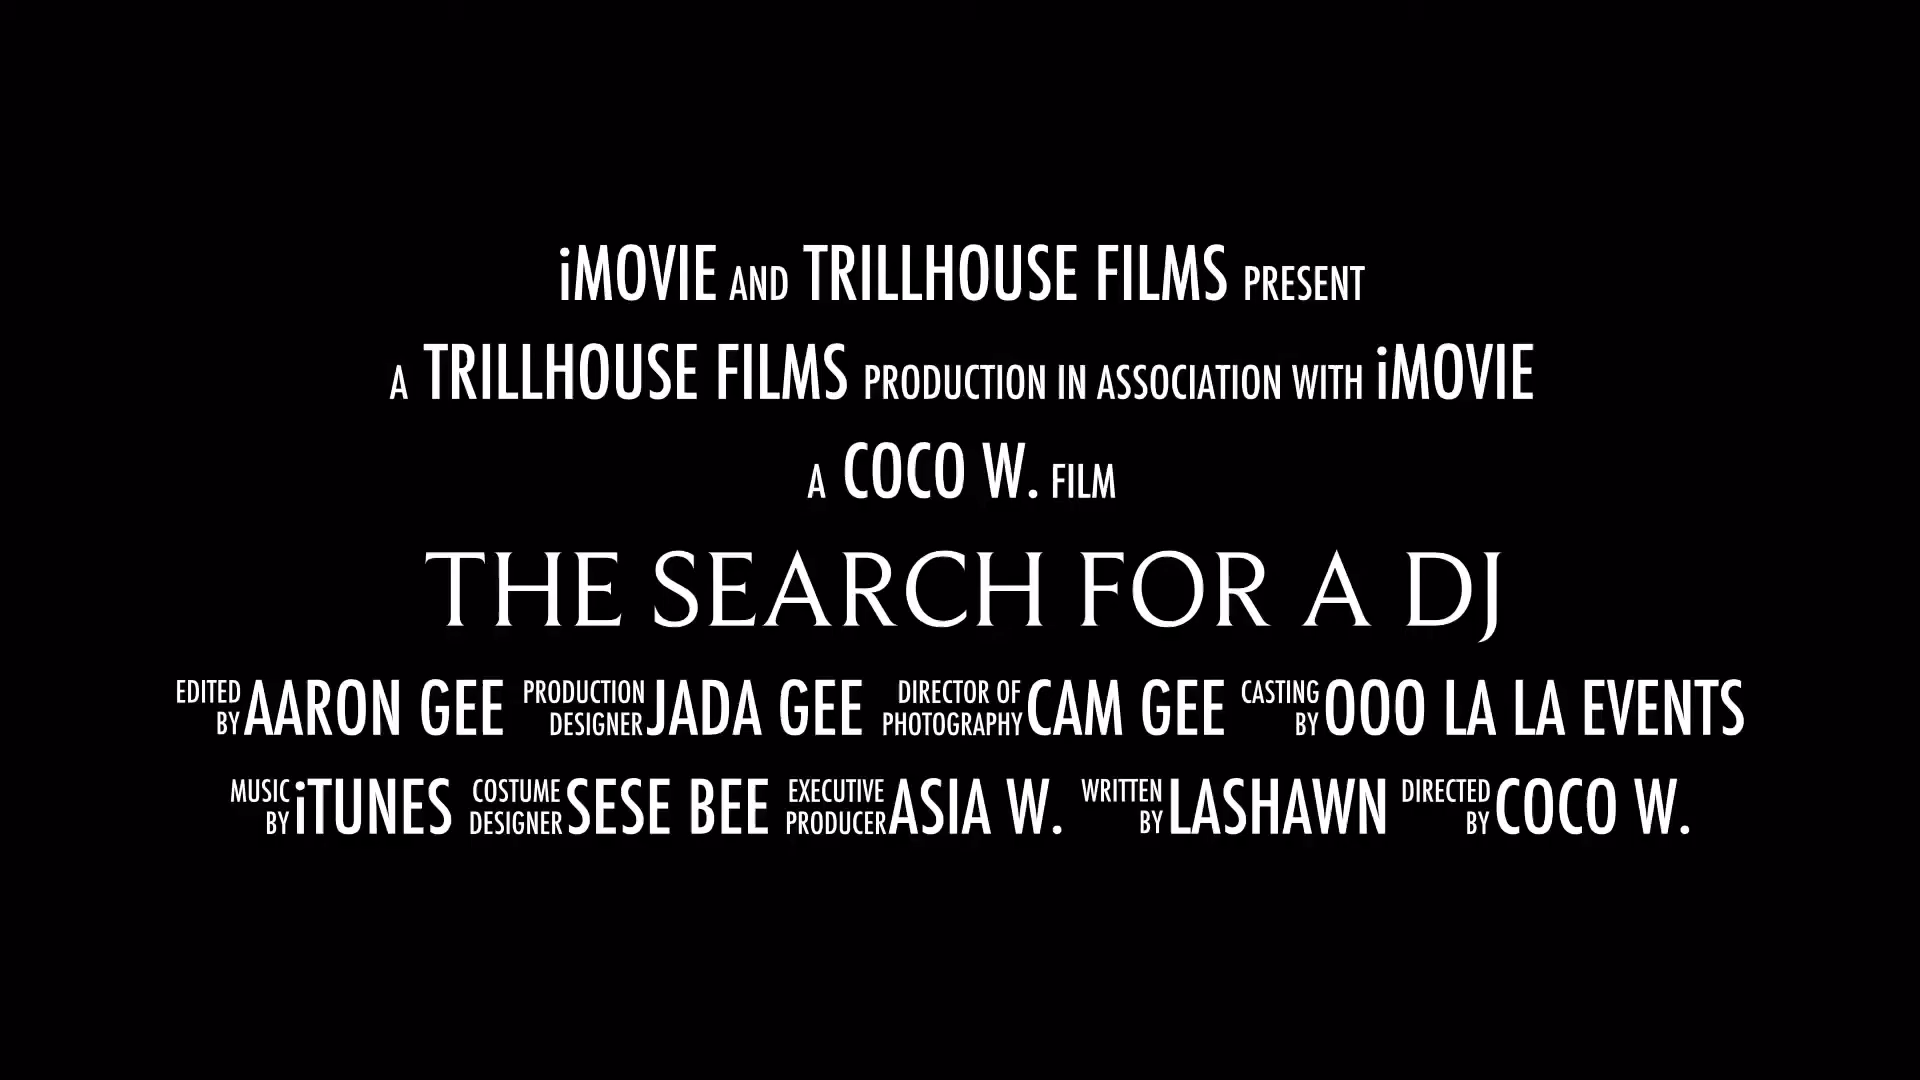 iMOVIE AND TRILLHOUSE FILMS PRESENT
A TRILLHOUSE FILMS PRODUCTION IN ASSOCIATION WITH iMOVIE
A COCO W. FILM
THE SEARCH FOR A DJ
EDITED BY AARON GEE PRODUCTION DESIGNER JADA GEE DIRECTOR OF PHOTOGRAPHY CAM GEE CASTING BY OOO LA LA EVENTS
MUSIC BY iTUNES COSTUME DESIGNER SESE BEE EXECUTIVE PRODUCER ASIA W. WRITTEN BY LASHAWN DIRECTED BY COCO W.